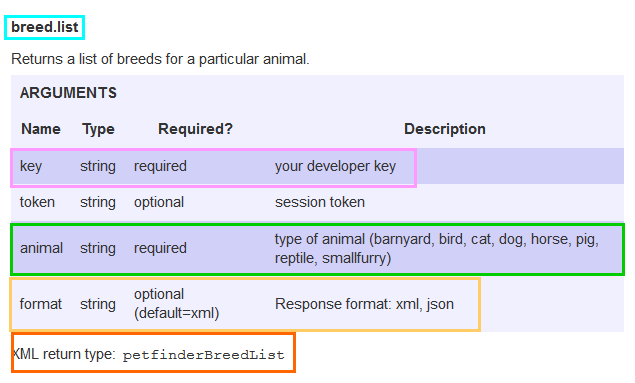 breed.list
Returns a list of breeds for a particular animal.
ARGUMENTS
Name Type Required? Description
key string required your developer key
token string optional session token
animal string required type of animal (barnyard, bird, cat, dog, horse, pig,
reptile, smallfurry)
format string optional
(default=xml) Response format: xml, json
XML return type: petfinderBreedList